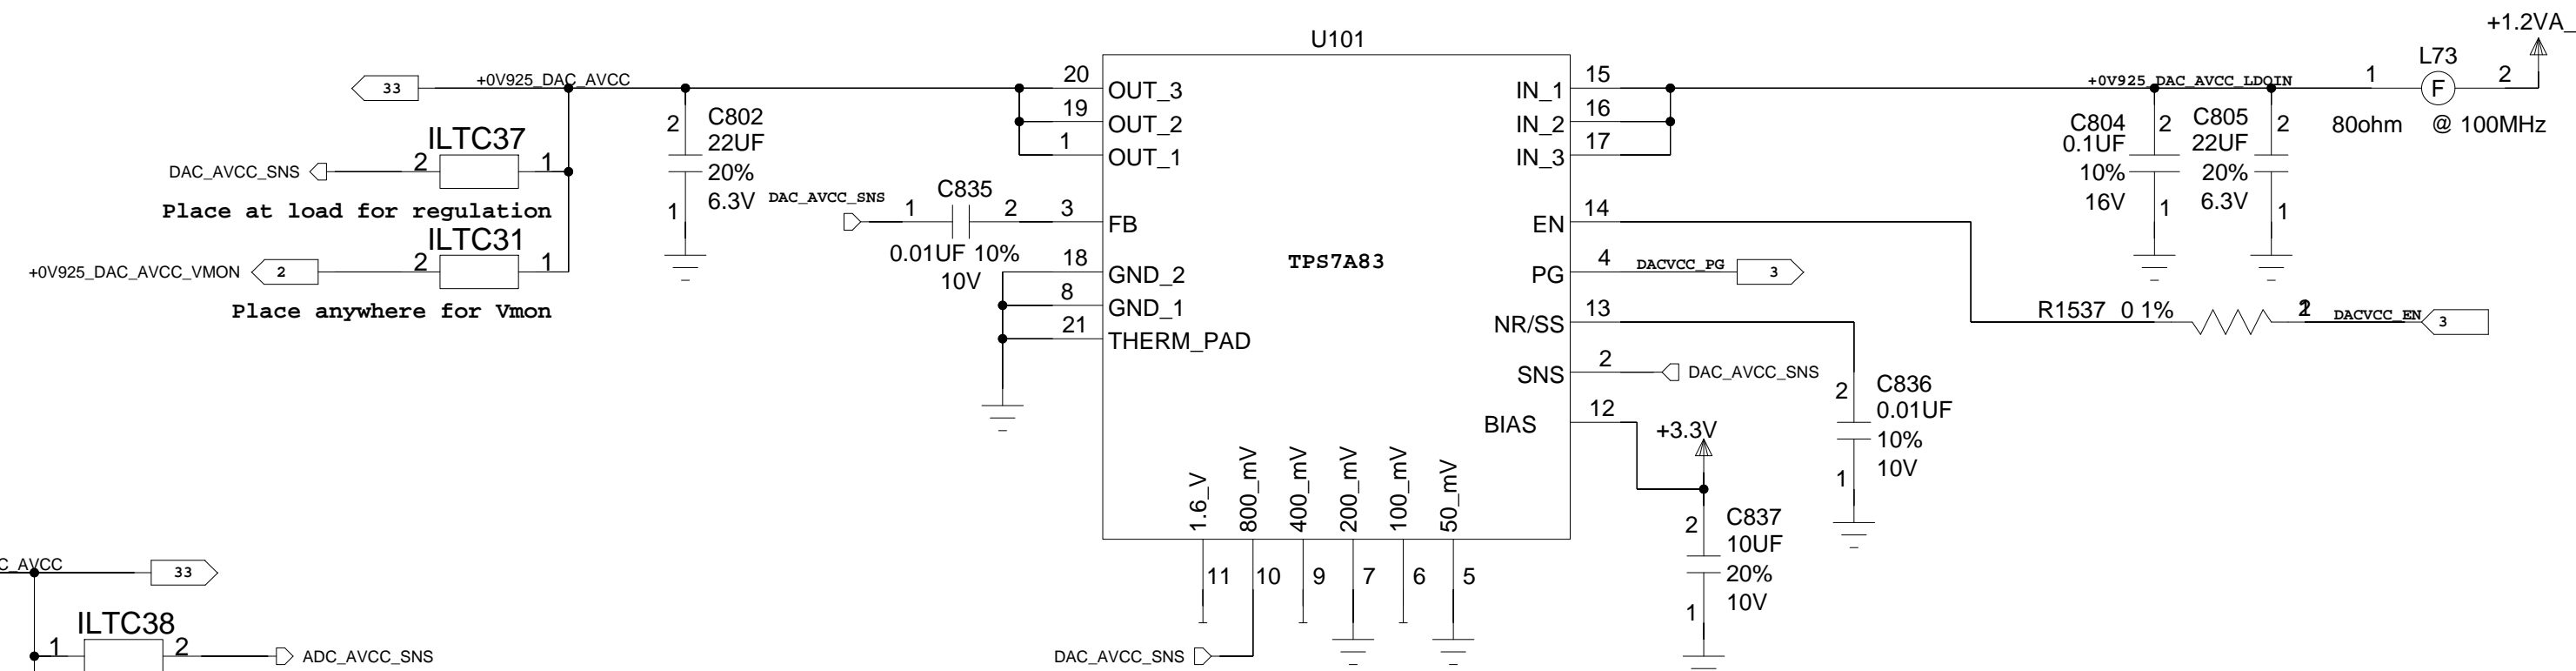 U101
+1.2VA_
L73
33
+0V925_DAC_AVCC
20
OUT_3
IN_1
15
+0V925_DAC_AVCC_LDOIN
1
F
2
19
OUT_2
IN_2
16
1
OUT_1
IN_3
17
2
C802
22UF
20%
6.3V
1
C804
0.1UF
10%
16V
2
1
C805
22UF
20%
6.3V
2
1
80ohm @ 100MHz
ILTC37
DAC_AVCC_SNS
2
1
Place at load for regulation
ILTC31
+0V925_DAC_AVCC_VMON
2
2
1
Place anywhere for Vmon
DAC_AVCC_SNS
C835
1
2
0.01UF 10%
10V
3
FB
EN
14
18
GND_2
TPS7A83
PG
4
DACVCC_PG
3
8
GND_1
NR/SS
13
R1537 0 1%
1
2
DACVCC_EN
3
21
THERM_PAD
SNS
2
DAC_AVCC_SNS
2
C836
0.01UF
10%
10V
1
BIAS
12
+3.3V
1.6_V
800_mV
400_mV
200_mV
100_mV
50_mV
11
10
9
7
6
5
2
C837
10UF
20%
10V
1
DAC_AVCC_SNS
C_AVCC
33
ILTC38
1
2
ADC_AVCC_SNS